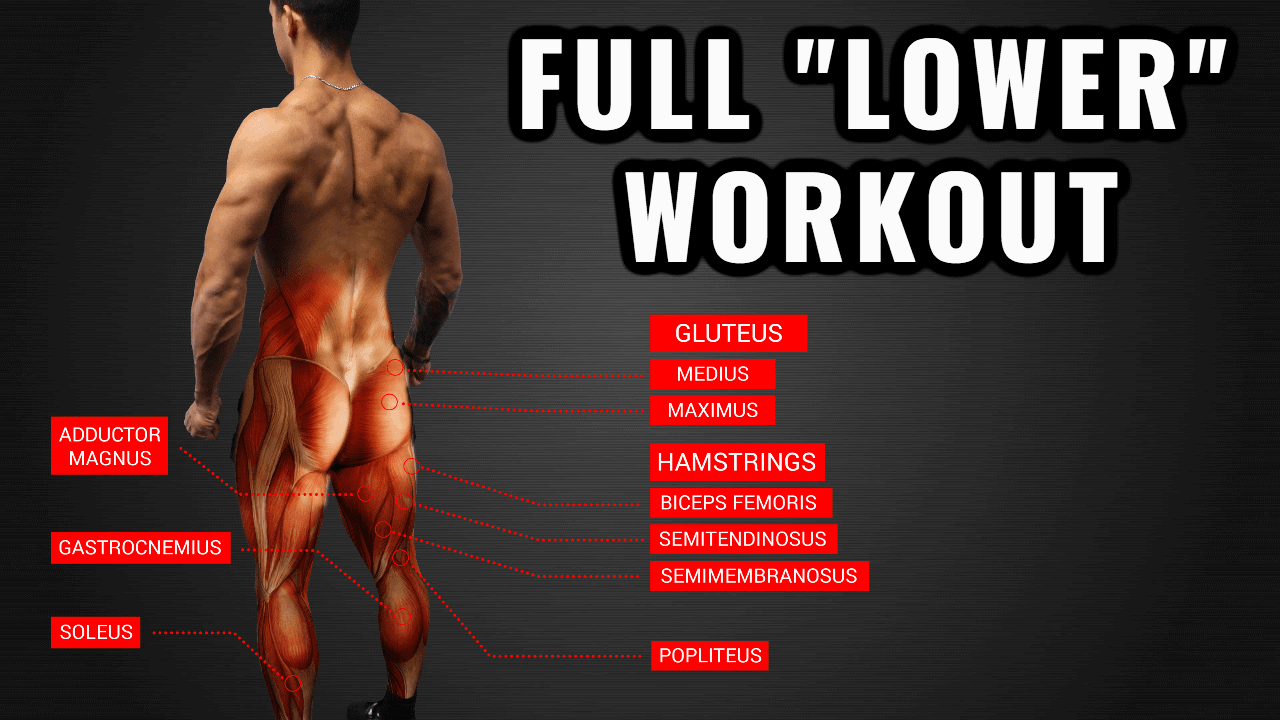 FULL "LOWER"
WORKOUT
GLUTEUS
MEDIUS
MAXIMUS
ADDUCTOR
MAGNUS
HAMSTRINGS
BICEPS FEMORIS
SEMITENDINOSUS
GASTROCNEMIUS
SEMIMEMBRANOSUS
SOLEUS
POPLITEUS